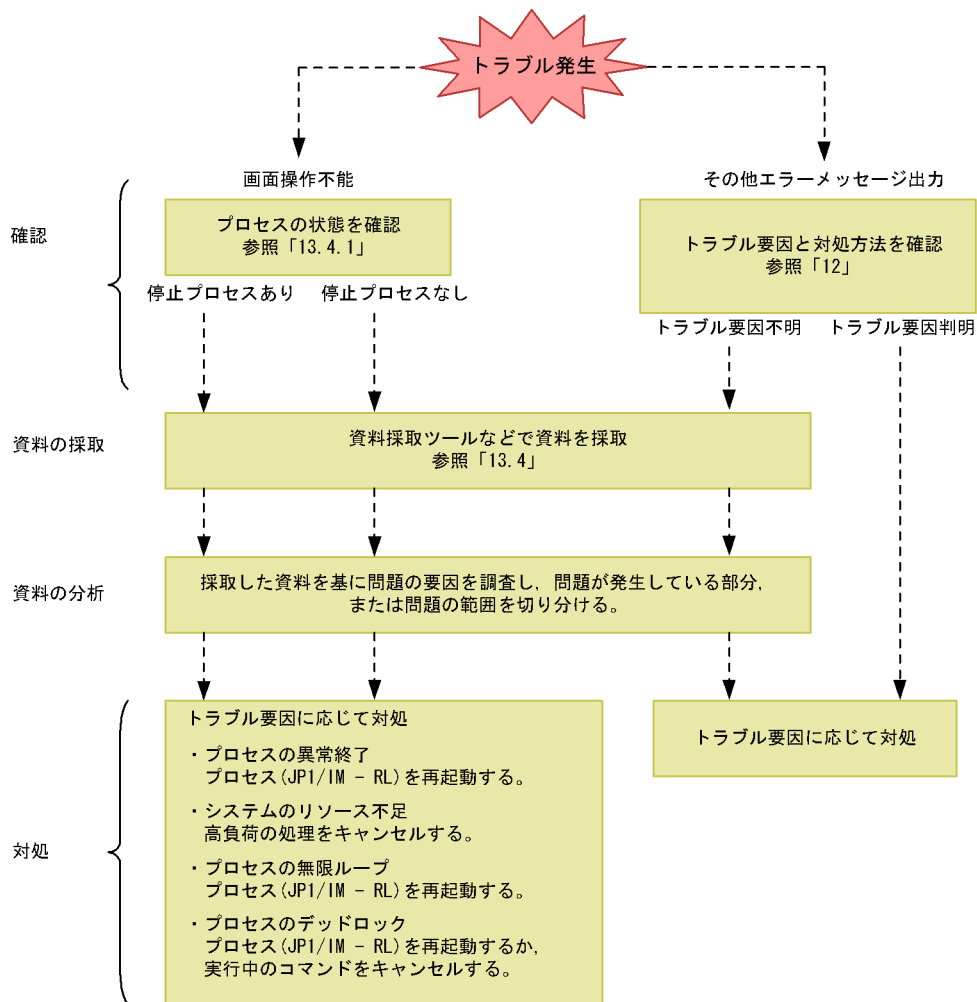 トラブル発生
画面操作不能
その他エラーメッセージ出力
確認
プロセスの状態を確認
参照「13.4.1」
トラブル要因と対処方法を確認
参照「12」
停止プロセスあり
停止プロセスなし
トラブル要因不明
トラブル要因判明
資料の採取
資料採取ツールなどで資料を採取
参照「13.4」
資料の分析
採取した資料を基に問題の要因を調査し，問題が発生している部分，
または問題の範囲を切り分ける。
対処
トラブル要因に応じて対処
・プロセスの異常終了
プロセス(JP1/IM － RL)を再起動する。
・システムのリソース不足
高負荷の処理をキャンセルする。
・プロセスの無限ループ
プロセス(JP1/IM － RL)を再起動する。
・プロセスのデッドロック
プロセス(JP1/IM － RL)を再起動するか，
実行中のコマンドをキャンセルする。
トラブル要因に応じて対処